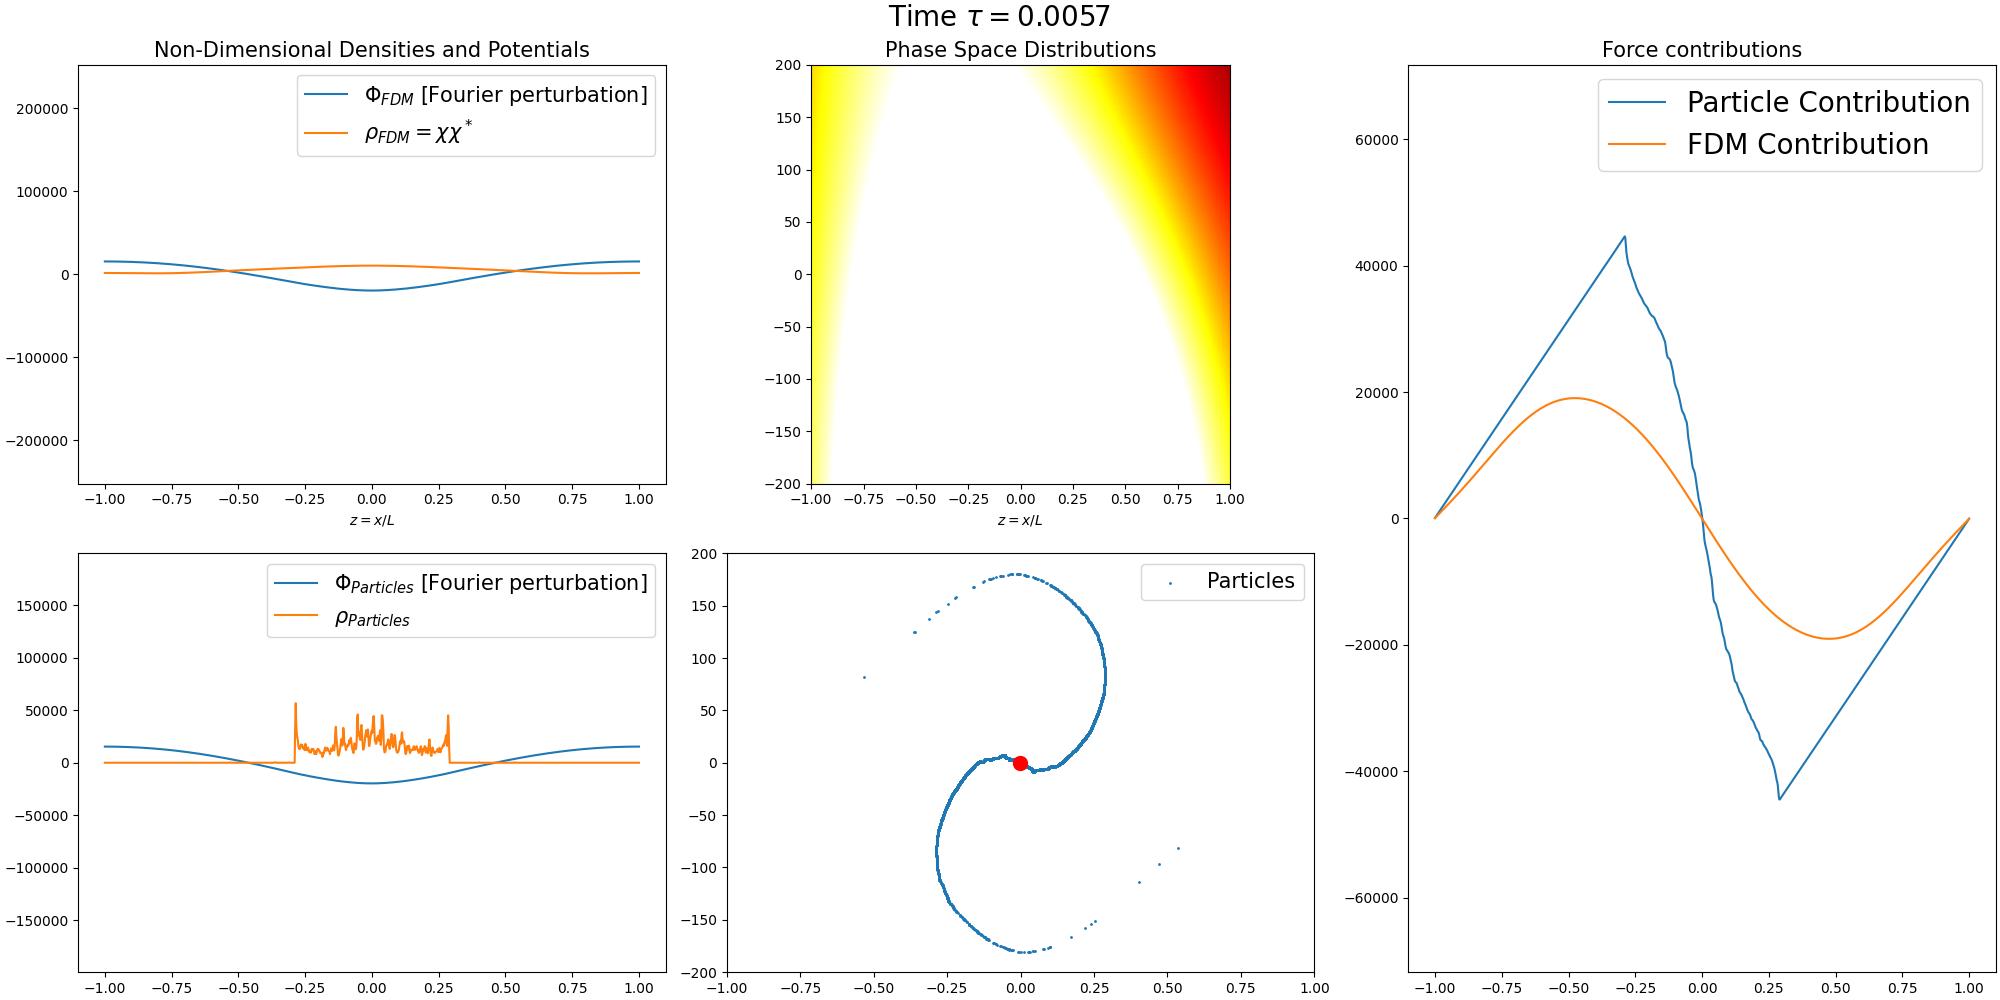 Time τ = 0.0057
Non-Dimensional Densities and Potentials
Φ_FDM [Fourier perturbation]
ρ_FDM = χχ*
200000
100000
0
−100000
−200000
−1.00 −0.75 −0.50 −0.25 0.00 0.25 0.50 0.75 1.00
z = x/L
Phase Space Distributions
200
150
100
50
0
−50
−100
−150
−200
−1.00 −0.75 −0.50 −0.25 0.00 0.25 0.50 0.75 1.00
z = x/L
Force contributions
Particle Contribution
FDM Contribution
60000
40000
20000
0
−20000
−40000
−60000
−1.00 −0.75 −0.50 −0.25 0.00 0.25 0.50 0.75 1.00
Φ_Particles [Fourier perturbation]
ρ_Particles
150000
100000
50000
0
−50000
−100000
−150000
−1.00 −0.75 −0.50 −0.25 0.00 0.25 0.50 0.75 1.00
Particles
200
150
100
50
0
−50
−100
−150
−200
−1.00 −0.75 −0.50 −0.25 0.00 0.25 0.50 0.75 1.00